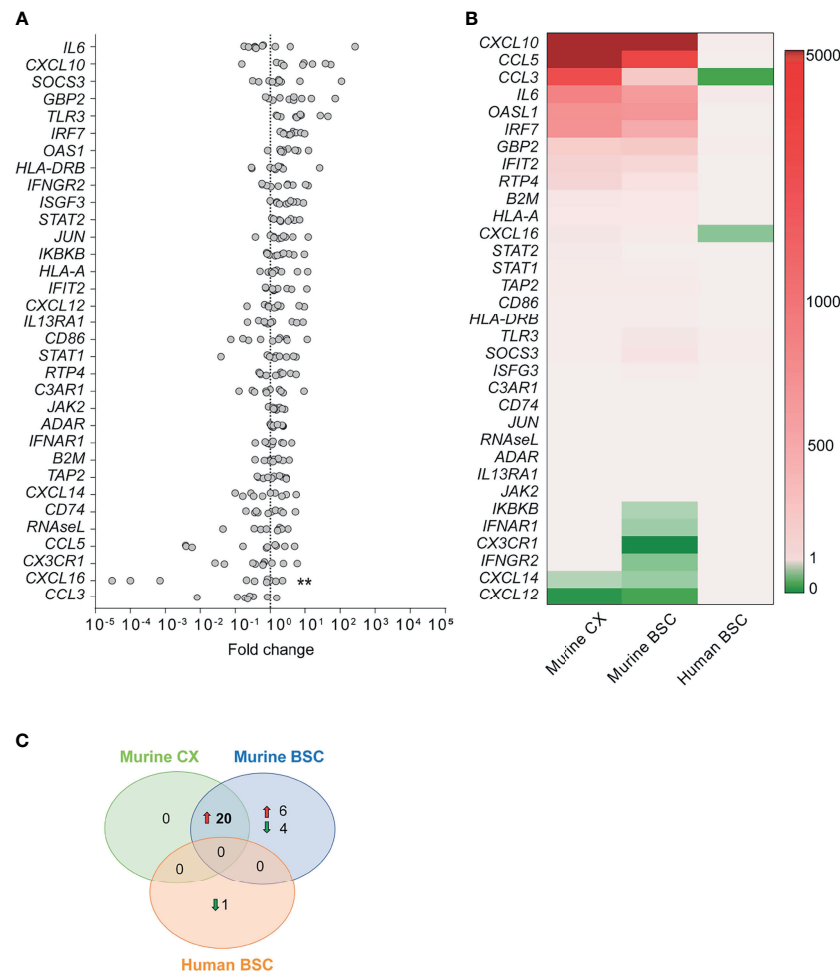 A
IL6
CXCL10
SOCS3
GBP2
TLR3
IRF7
OAS1
HLA-DRB
IFNGR2
ISGF3
STAT2
JUN
IKBKB
HLA-A
IFIT2
CXCL12
IL13RA1
CD86
STAT1
RTP4
C3AR1
JAK2
ADAR
IFNAR1
B2M
TAP2
CXCL14
CD74
RNAseL
CCL5
CX3CR1
CXCL16 **
CCL3
10-5 10-4 10-3 10-2 10-1 100 101 102 103 104 105
Fold change
B
CXCL10
CCL5
CCL3
IL6
OASL1
IRF7
GBP2
IFIT2
RTP4
B2M
HLA-A
CXCL16
STAT2
STAT1
TAP2
CD86
HLA-DRB
TLR3
SOCS3
ISFG3
C3AR1
CD74
JUN
RNAseL
ADAR
IL13RA1
JAK2
IKBKB
IFNAR1
CX3CR1
IFNGR2
CXCL14
CXCL12
Murine CX
Murine BSC
Human BSC
5000
1000
500
1
0
C
Murine CX Murine BSC
0 20 6
4
0
0 0
1
Human BSC